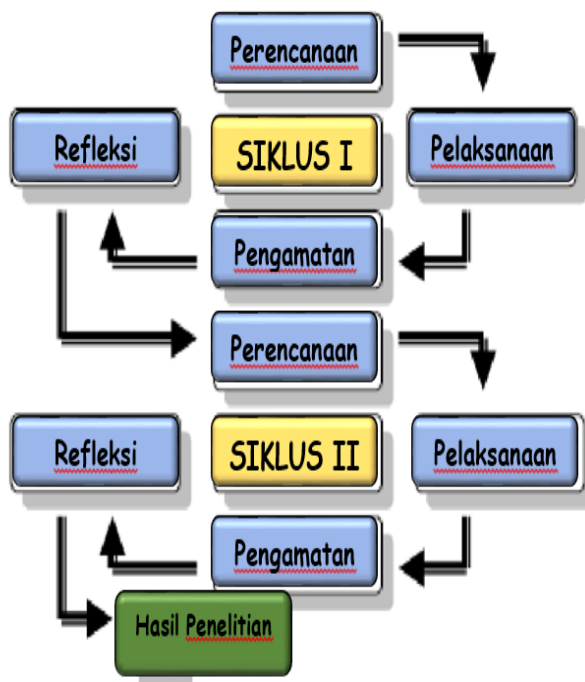 Perencanaan
Refleksi
SIKLUS I
Pelaksanaan
Pengamatan
Perencanaan
Refleksi
SIKLUS II
Pelaksanaan
Pengamatan
Hasil Penelitian